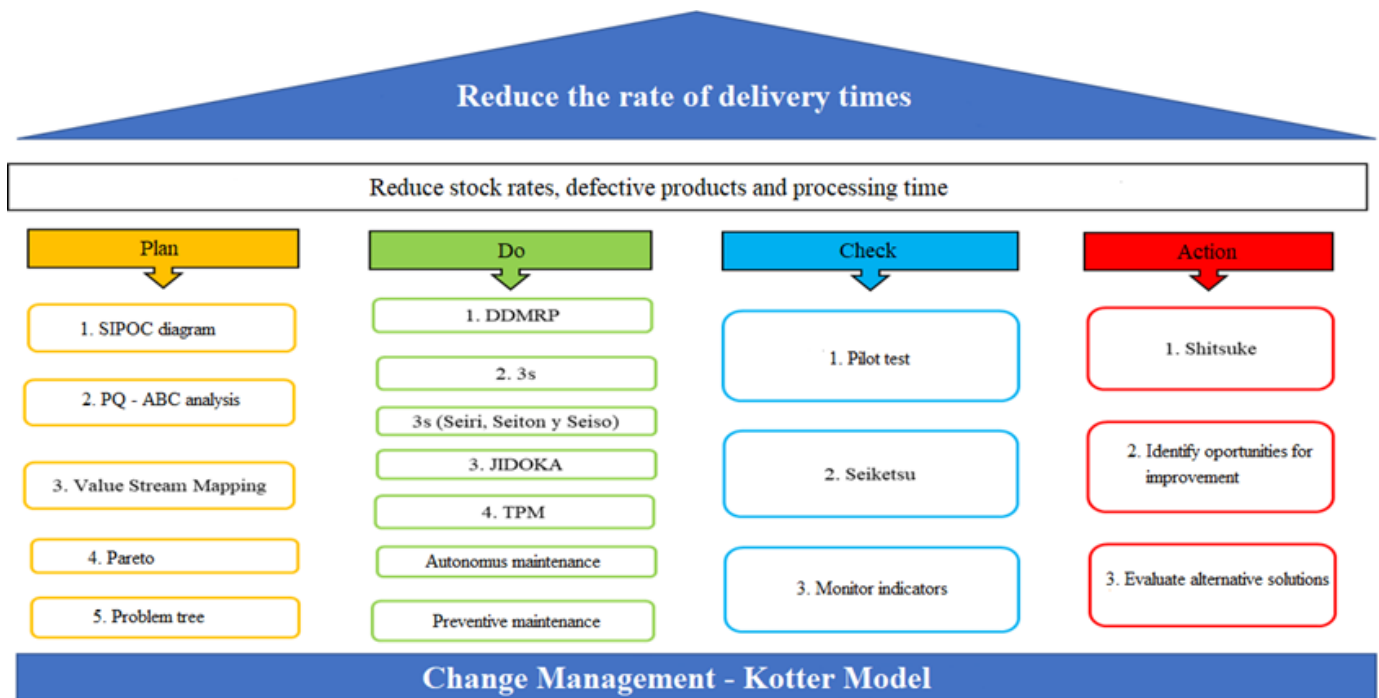 Reduce the rate of delivery times
Reduce stock rates, defective products and processing time
Plan
1. SIPOC diagram
2. PQ - ABC analysis
3. Value Stream Mapping
4. Pareto
5. Problem tree
Do
1. DDMRP
2. 3s
3s (Seiri, Seiton y Seiso)
3. JIDOKA
4. TPM
Autonomus maintenance
Preventive maintenance
Check
1. Pilot test
2. Seiketsu
3. Monitor indicators
Action
1. Shitsuke
2. Identify oportunities for
improvement
3. Evaluate alternative solutions
Change Management - Kotter Model